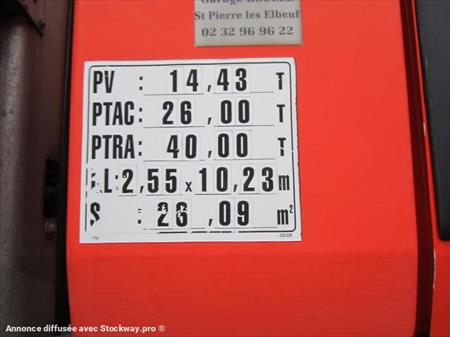 St Pierre les Elbeuf
02 32 96 96 22
PV : 14,43 T
PTAC: 26,00 T
PTRA: 40,00 T
L:2,55 x 10,23 m
S : 26,09 m²
Annonce diffusée avec Stockway.pro ®